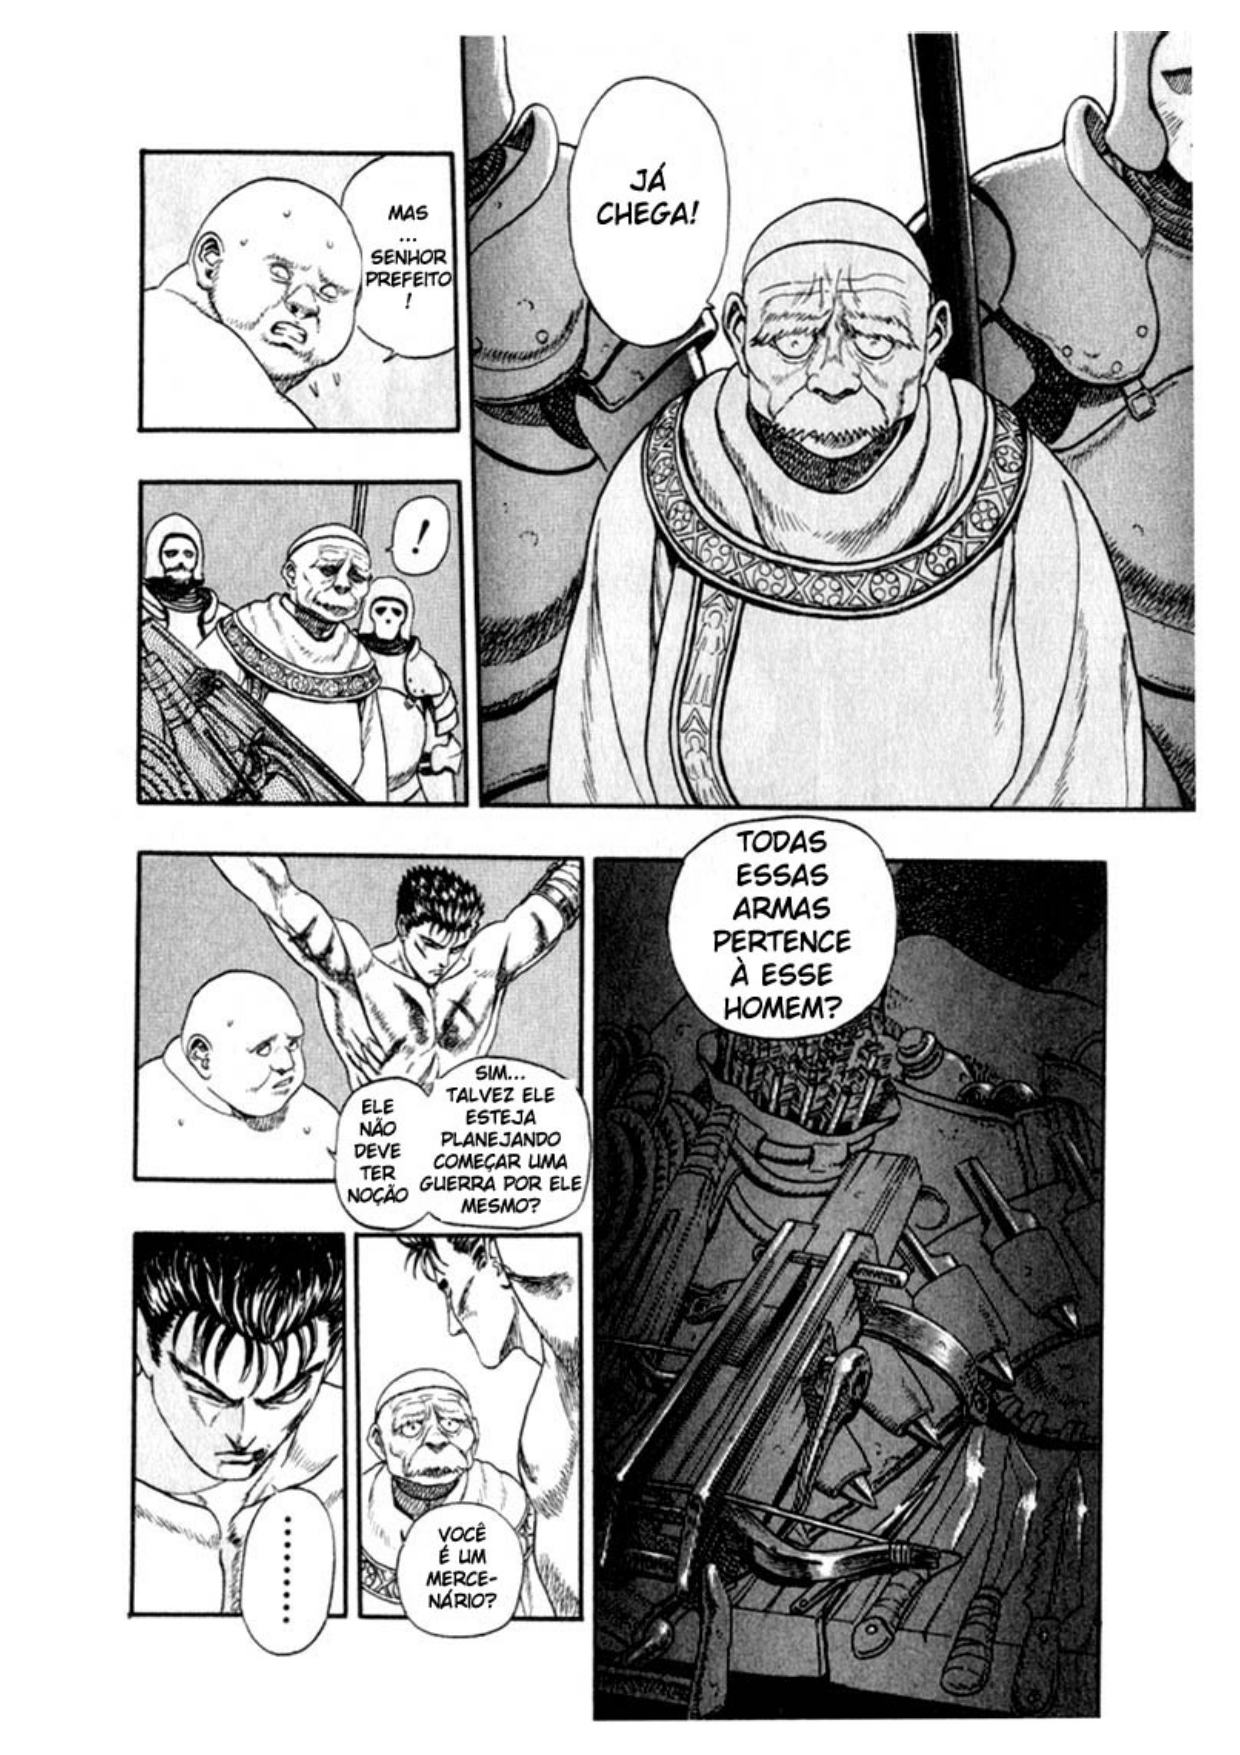 JÁ
CHEGA!
MAS
...
SENHOR
PREFEITO
!
!
TODAS
ESSAS
ARMAS
PERTENCE
À ESSE
HOMEM?
SIM...
TALVEZ ELE
ESTEJA
PLANEJANDO
COMEÇAR UMA
GUERRA POR ELE
MESMO?
ELE
NÃO
DEVE
TER
NOÇÃO
VOCÊ
É UM
MERCE-
NÁRIO?
.........